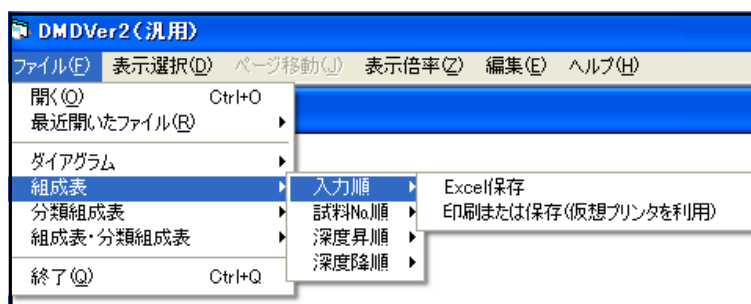 DMDVer2(汎用)
ファイル(F) 表示選択(D) ページ移動(J) 表示倍率(Z) 編集(E) ヘルプ(H)
開く(O) Ctrl+O
最近開いたファイル(R)
ダイアグラム
組成表
分類組成表
組成表・分類組成表
終了(Q) Ctrl+Q
入力順
試料No.順
深度昇順
深度降順
Excel保存
印刷または保存(仮想プリンタを利用)